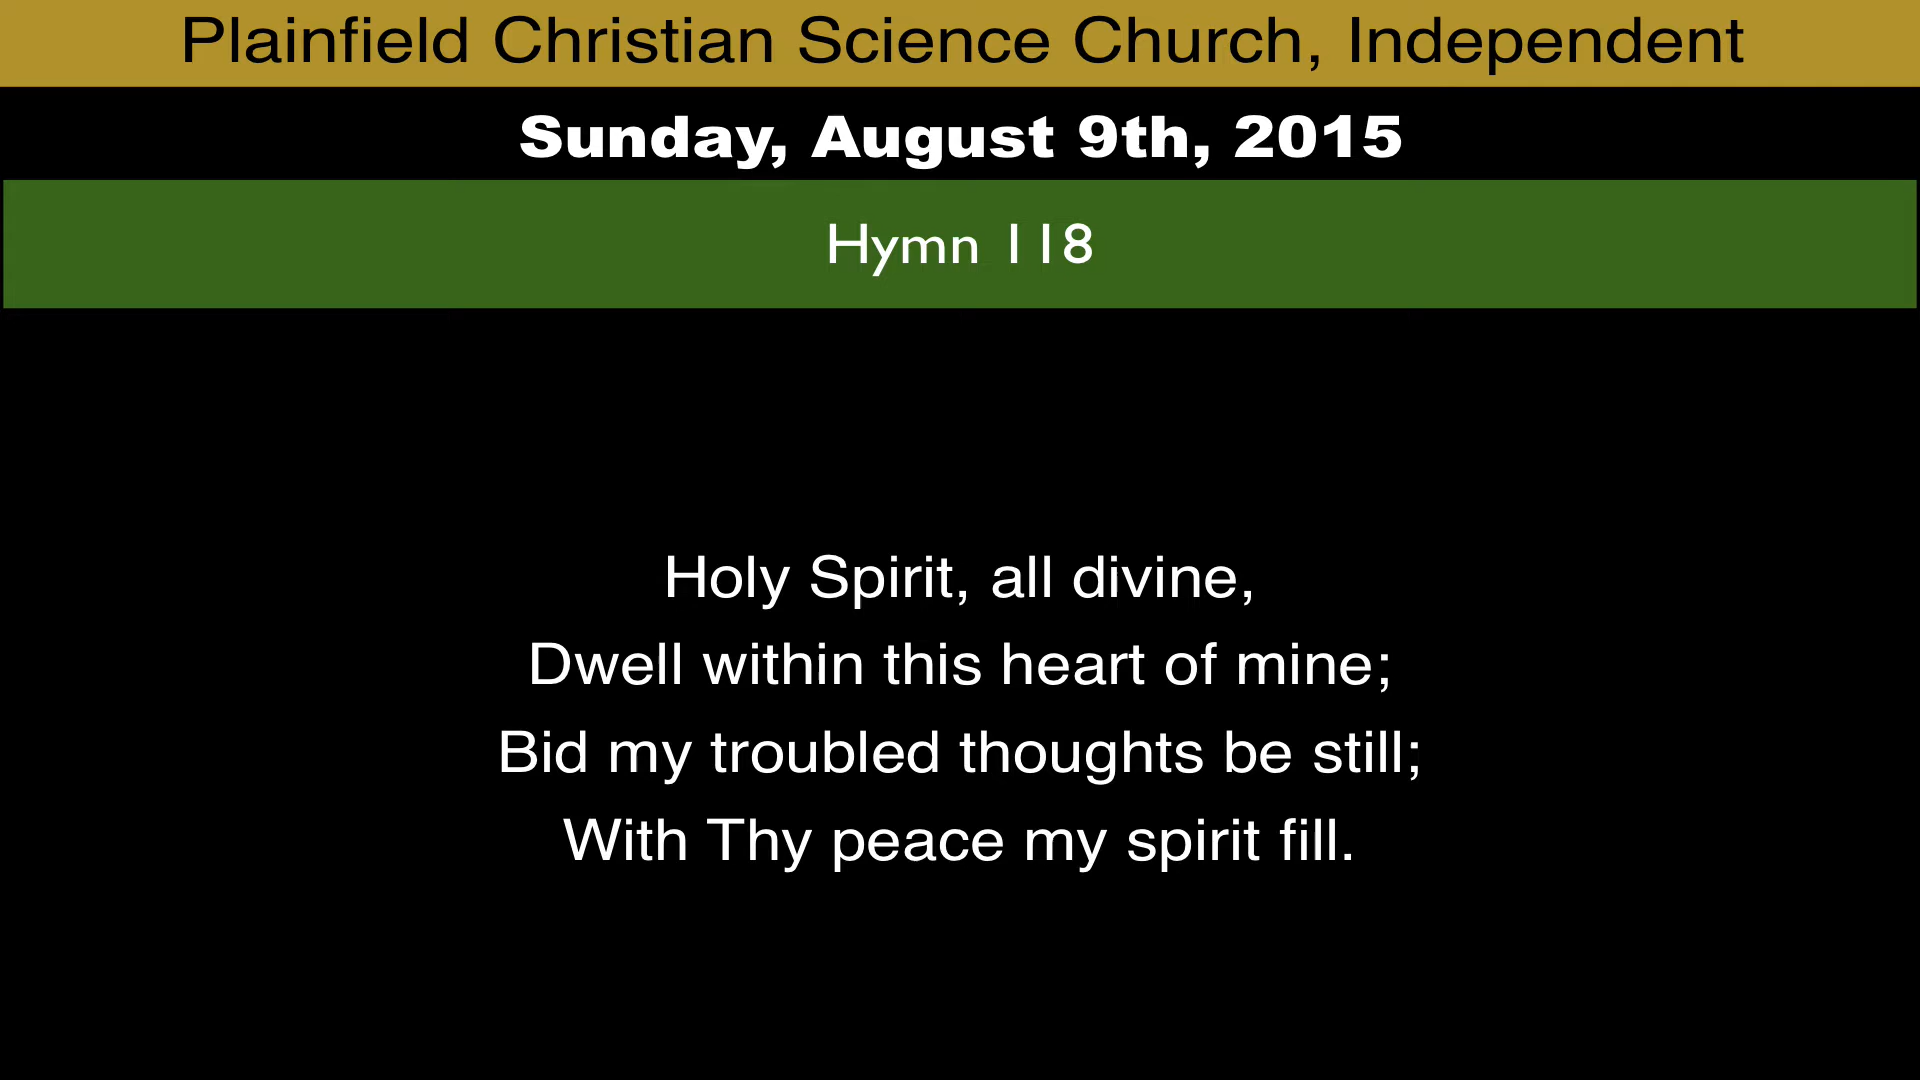 Plainfield Christian Science Church, Independent
Sunday, August 9th, 2015
Hymn 118
Holy Spirit, all divine,
Dwell within this heart of mine;
Bid my troubled thoughts be still;
With Thy peace my spirit fill.